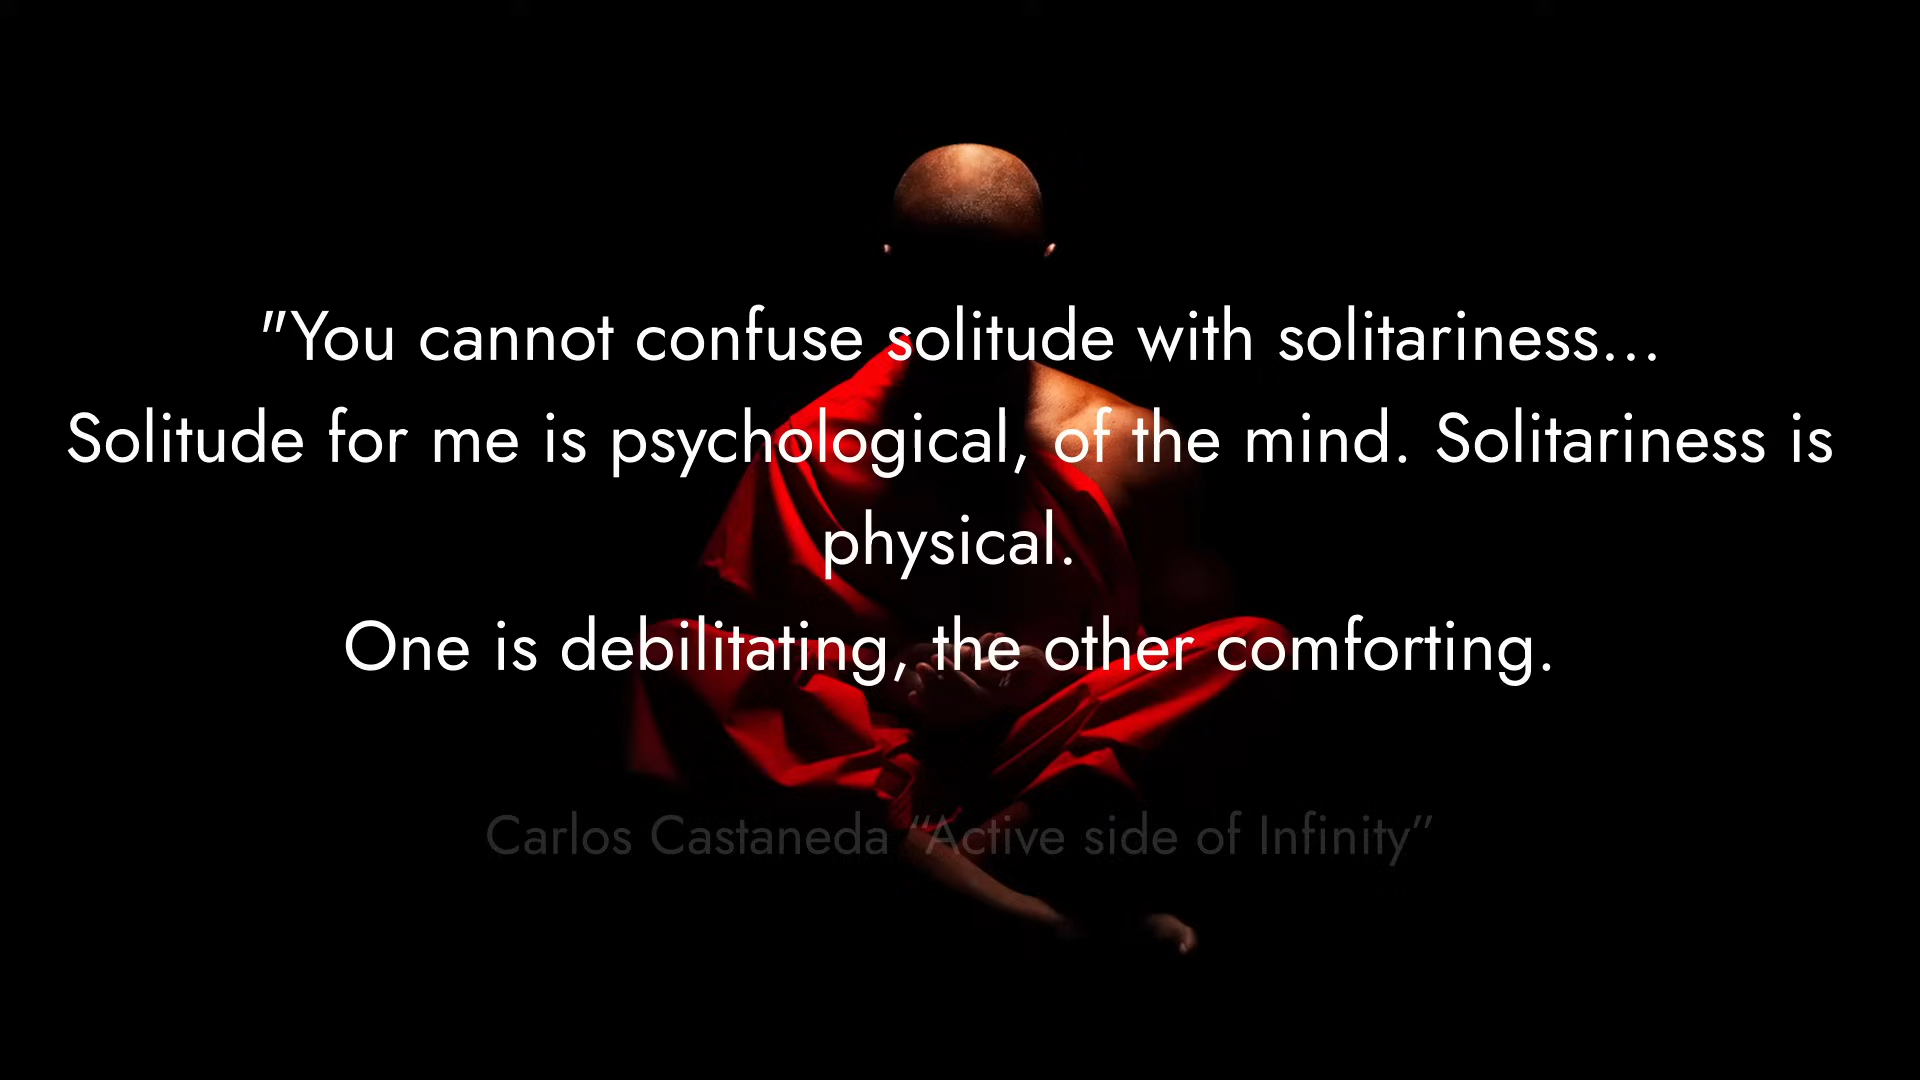 "You cannot confuse solitude with solitariness...
Solitude for me is psychological, of the mind. Solitariness is
physical.
One is debilitating, the other comforting.
Carlos Castaneda “Active side of Infinity”